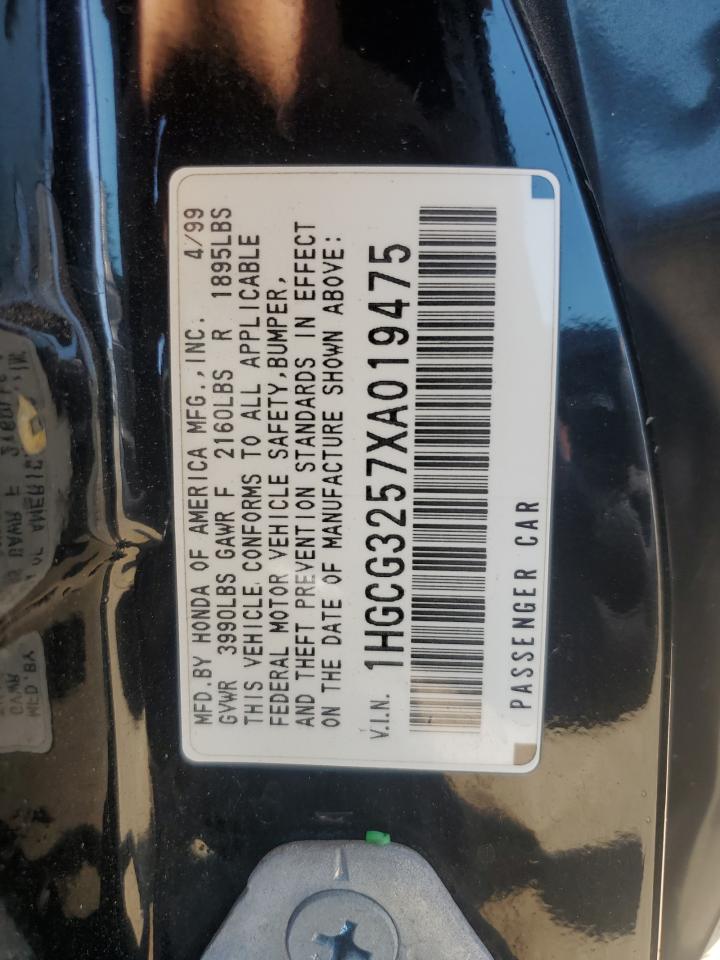 MFD.BY HONDA OF AMERICA MFG.,INC. 4/99
GVWR 3990LBS GAWR F 2160LBS R 1895LBS
THIS VEHICLE CONFORMS TO ALL APPLICABLE
FEDERAL MOTOR VEHICLE SAFETY,BUMPER,
AND THEFT PREVENTION STANDARDS IN EFFECT
ON THE DATE OF MANUFACTURE SHOWN ABOVE:
V.I.N. 1HGCG3257XA019475
PASSENGER CAR